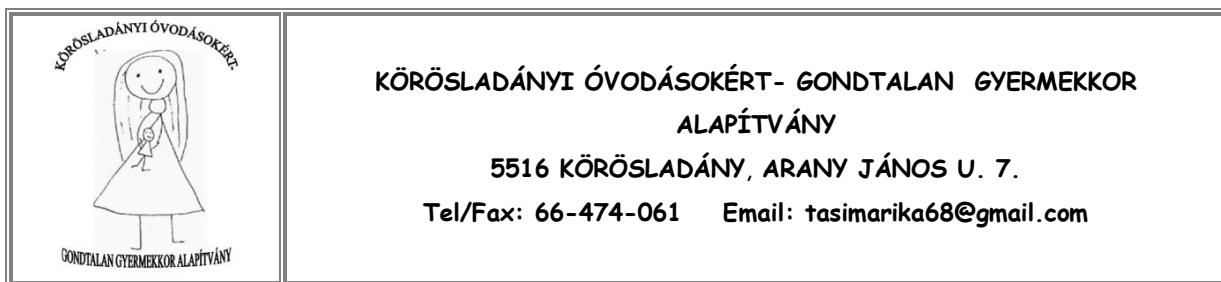 KÖRÖSLADÁNYI ÓVODÁSOKÉRT-
GONDTALAN GYERMEKKOR ALAPÍTVÁNY
KÖRÖSLADÁNYI ÓVODÁSOKÉRT- GONDTALAN GYERMEKKOR
ALAPÍTVÁNY
5516 KÖRÖSLADÁNY, ARANY JÁNOS U. 7.
Tel/Fax: 66-474-061 Email: tasimarika68@gmail.com